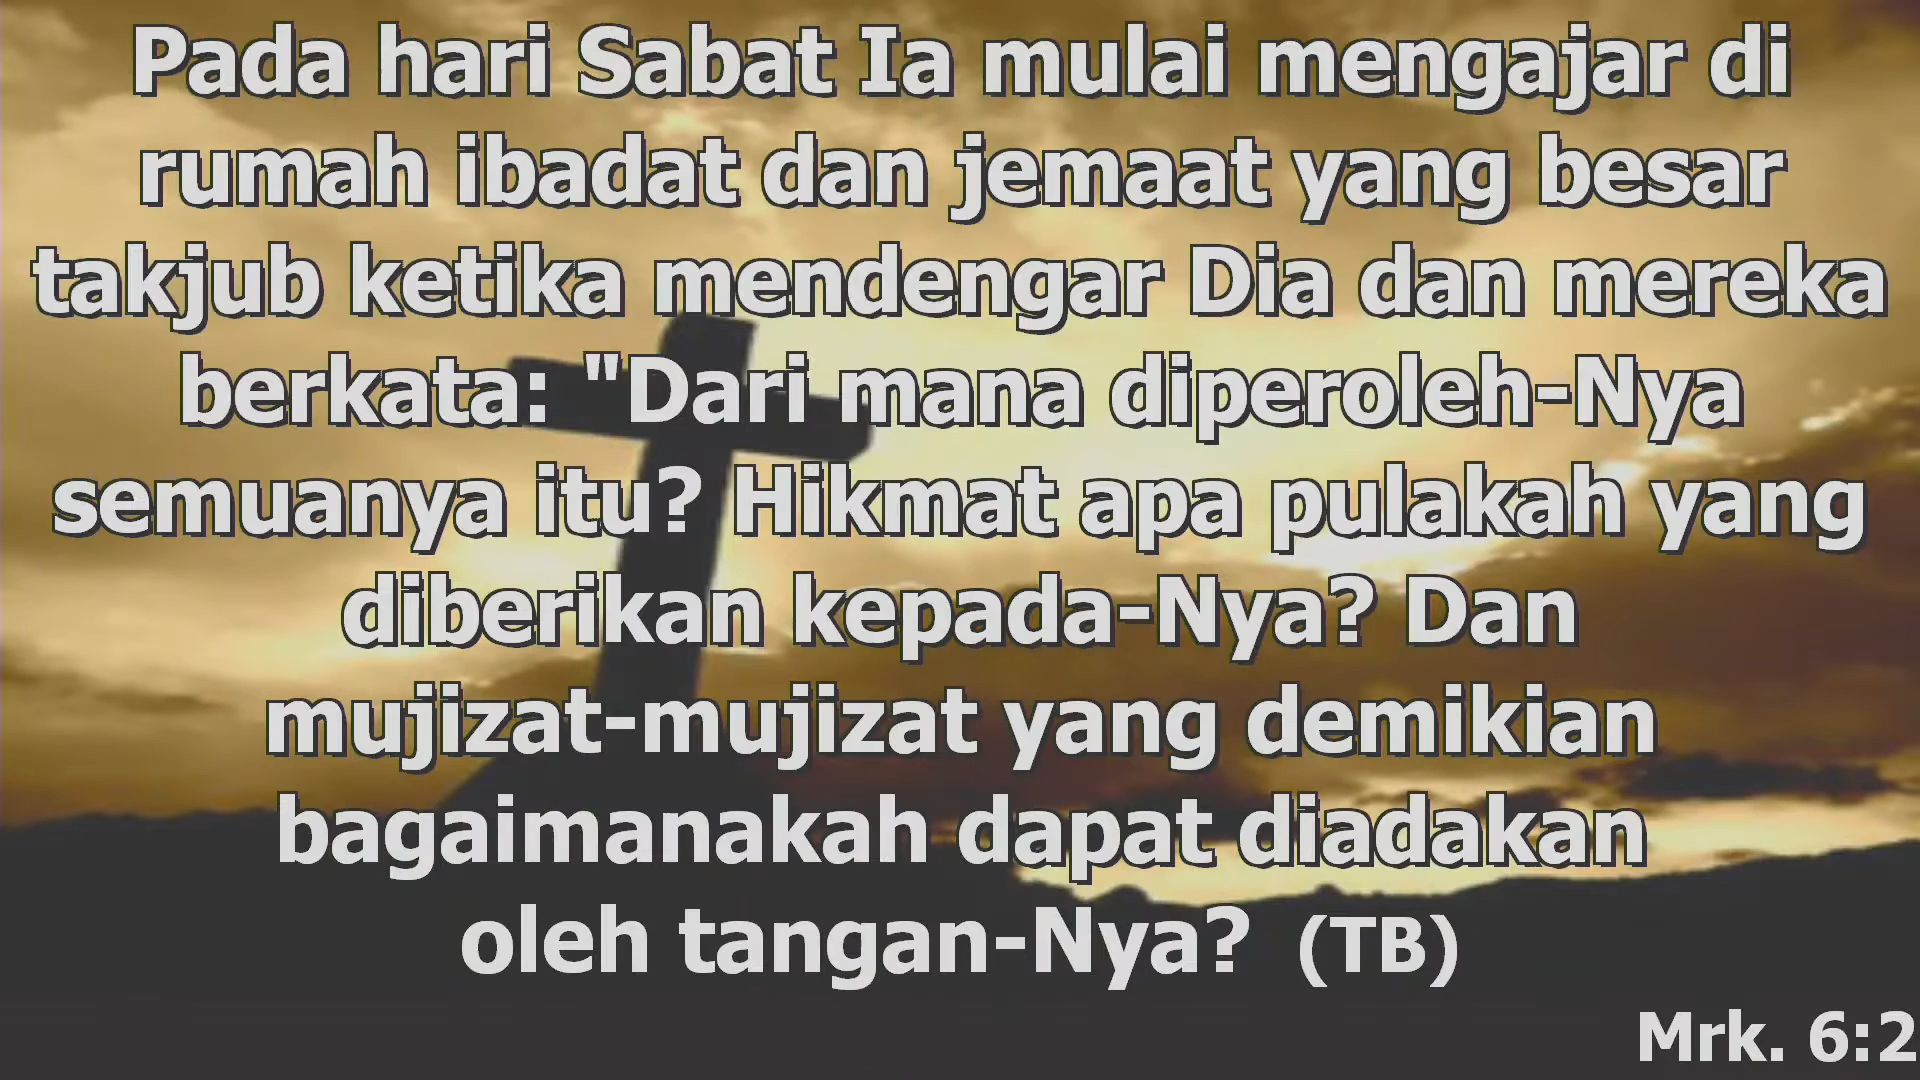 Pada hari Sabat Ia mulai mengajar di
rumah ibadat dan jemaat yang besar
takjub ketika mendengar Dia dan mereka
berkata: "Dari mana diperoleh-Nya
semuanya itu? Hikmat apa pulakah yang
diberikan kepada-Nya? Dan
mujizat-mujizat yang demikian
bagaimanakah dapat diadakan
oleh tangan-Nya? (TB)
Mrk. 6:2